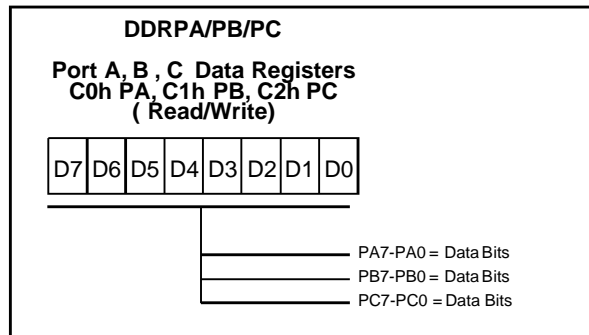 DDRPA/PB/PC
Port A, B , C Data Registers
C0h PA, C1h PB, C2h PC
( Read/Write)
D7 D6 D5 D4 D3 D2 D1 D0
PA7-PA0 = Data Bits
PB7-PB0 = Data Bits
PC7-PC0 = Data Bits